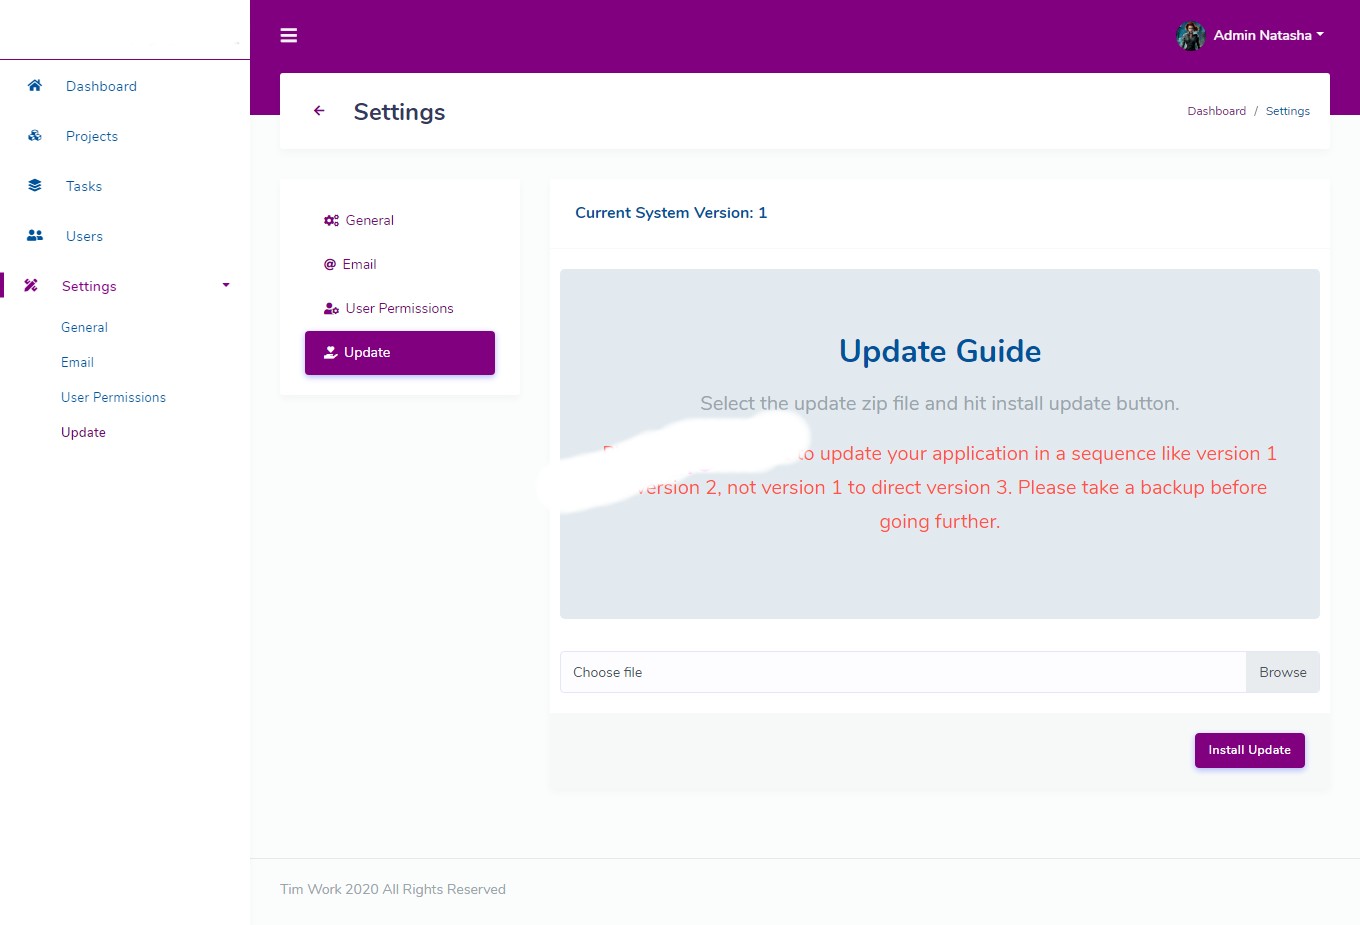 Admin Natasha
Dashboard
Projects
Tasks
Users
Settings
General
Email
User Permissions
Update
Settings
Dashboard / Settings
General
Email
User Permissions
Update
Current System Version: 1
Update Guide
Select the update zip file and hit install update button.
to update your application in a sequence like version 1
version 2, not version 1 to direct version 3. Please take a backup before
going further.
Choose file
Browse
Install Update
Tim Work 2020 All Rights Reserved